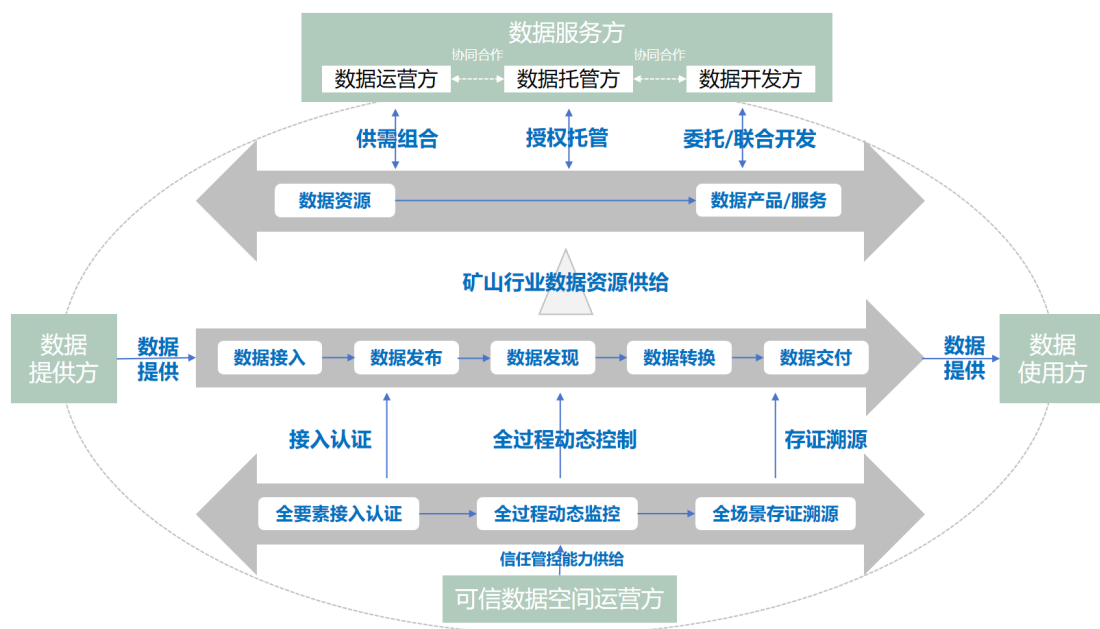 数据服务方
协同合作
协同合作
数据运营方
数据托管方
数据开发方
供需组合
授权托管
委托/联合开发
数据资源
数据产品/服务
矿山行业数据资源供给
数据
提供方
数据
提供
数据接入
数据发布
数据发现
数据转换
数据交付
数据
提供
数据
使用方
接入认证
全过程动态控制
存证溯源
全要素接入认证
全过程动态监控
全场景存证溯源
信任管控能力供给
可信数据空间运营方